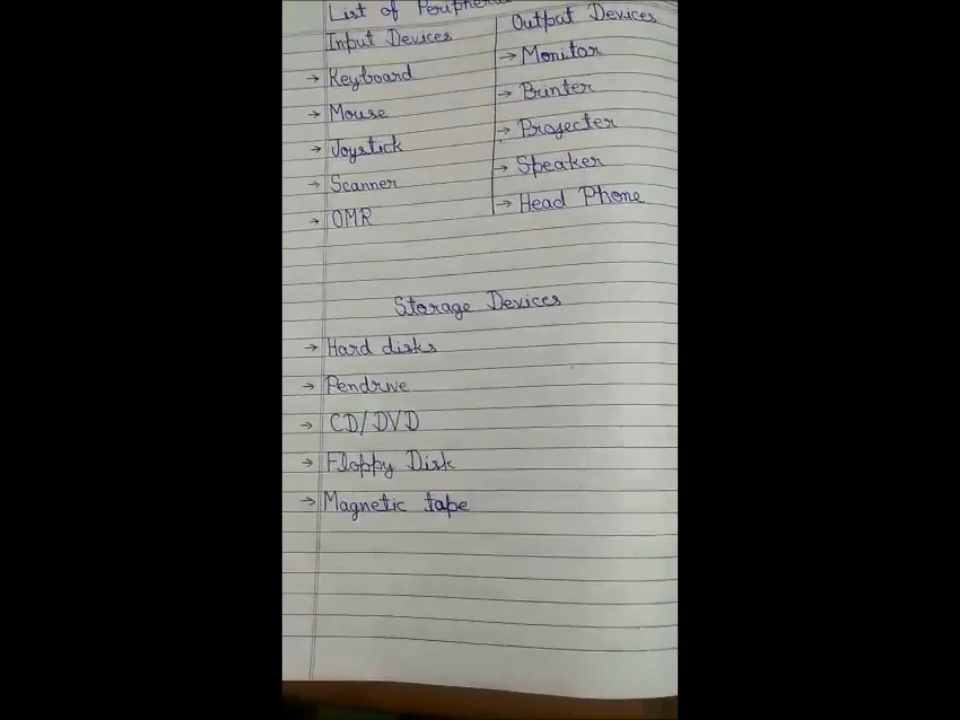 List of
Input Devices
→ Keyboard
→ Mouse
→ Joystick
→ Scanner
→ OMR
Output Devices
→ Monitor
→ Printer
→ Projecter
→ Speaker
→ Head Phone
Storage Devices
→ Hard disks
→ Pendrive
→ CD/DVD
→ Floppy Disk
→ Magnetic tape